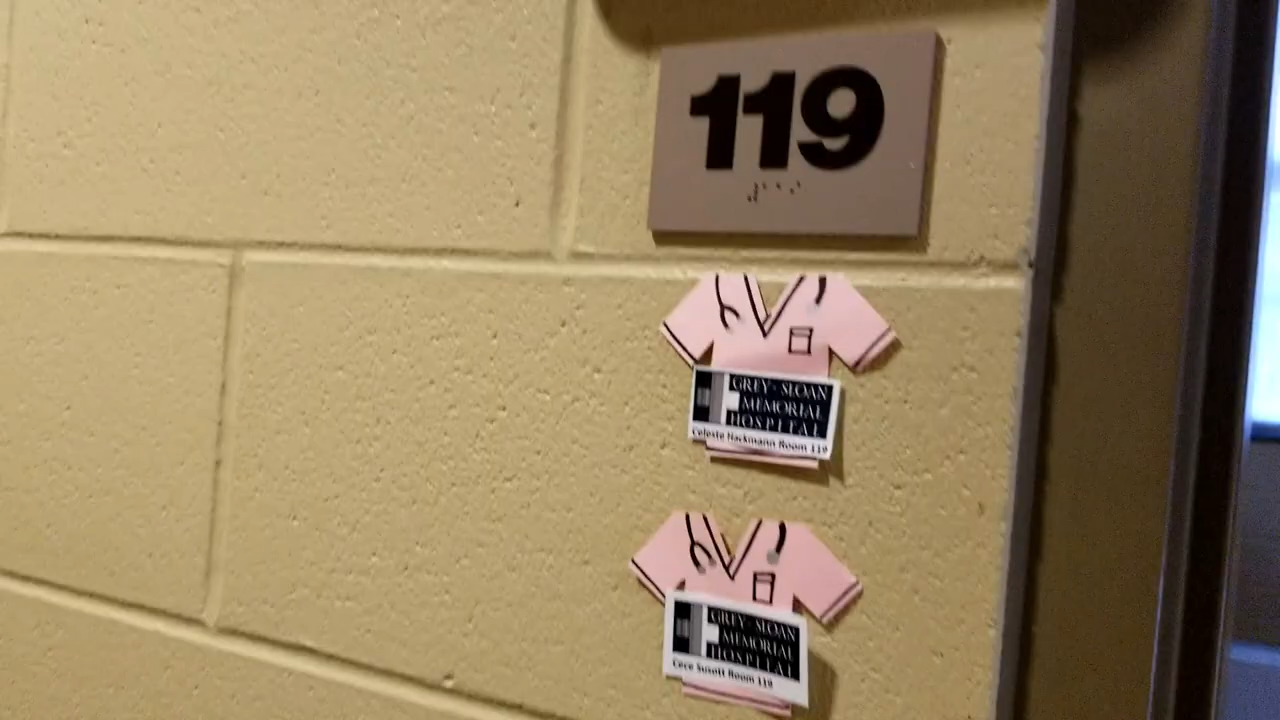 119
GREY - SLOAN
MEMORIAL
HOSPITAL
Celeste Hackmann Room 119
GREY - SLOAN
MEMORIAL
HOSPITAL
Cece Susott Room 119